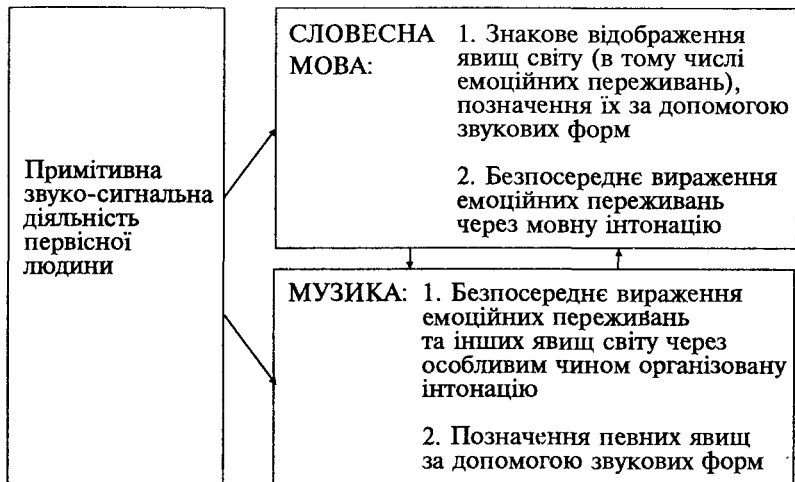 Примітивна
звуко-сигнальна
діяльність
первісної
людини
СЛОВЕСНА МОВА:
1. Знакове відображення
явищ світу (в тому числі
емоційних переживань),
позначення їх за допомогою
звукових форм
2. Безпосереднє вираження
емоційних переживань
через мовну інтонацію
МУЗИКА: 1. Безпосереднє вираження
емоційних переживань
та інших явищ світу через
особливим чином організовану
інтонацію
2. Позначення певних явищ
за допомогою звукових форм